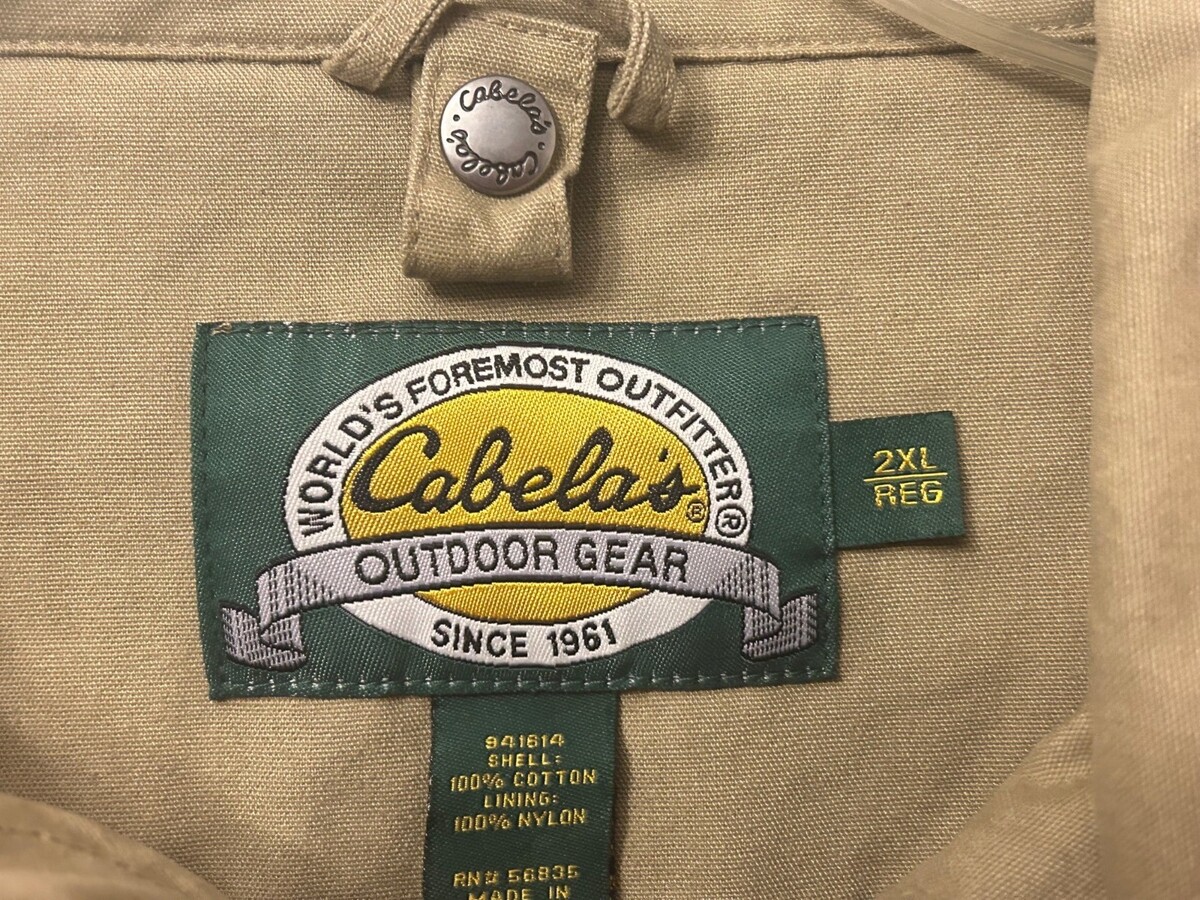 Cabela's · Cabela's · Cabela's ·
WORLD'S FOREMOST OUTFITTER®
Cabela's®
OUTDOOR GEAR
SINCE 1961
2XL
REG
941614
SHELL:
100% COTTON
LINING:
100% NYLON
RN# 56835
MADE IN